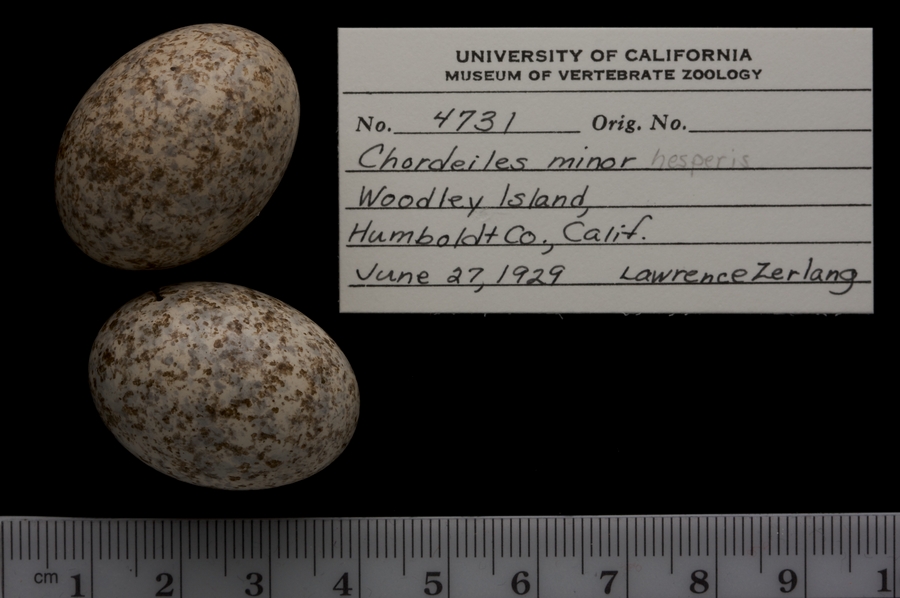 UNIVERSITY OF CALIFORNIA
MUSEUM OF VERTEBRATE ZOOLOGY
No. 4731 Orig. No.
Chordeiles minor hesperis
Woodley Island,
Humboldt Co., Calif.
June 27, 1929 Lawrence Zerlang
cm 1 2 3 4 5 6 7 8 9 1